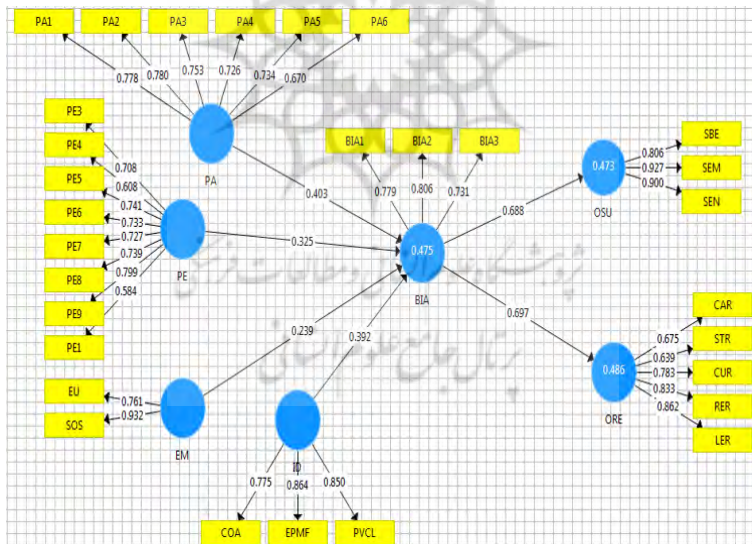 PA1 PA2 PA3 PA4 PA5 PA6
0.778 0.780 0.753 0.726 0.734 0.670
PA
PE3
PE4
PE5
PE6
PE7
PE8
PE9
PE1
0.708
0.608
0.741
0.733
0.727
0.739
0.799
0.584
PE
BIA1 BIA2 BIA3
0.779 0.806 0.731
0.403
0.325
0.239
0.392
0.475
BIA
0.688
0.697
0.473
OSU
0.806
0.927
0.900
SBE
SEM
SEN
0.486
ORE
0.675
0.639
0.783
0.833
0.862
CAR
STR
CUR
RER
LER
EU
SOS
0.761
0.932
EM
ID
0.775 0.864 0.850
COA EPMF PVCL
پرتال جامع علوم انسانی